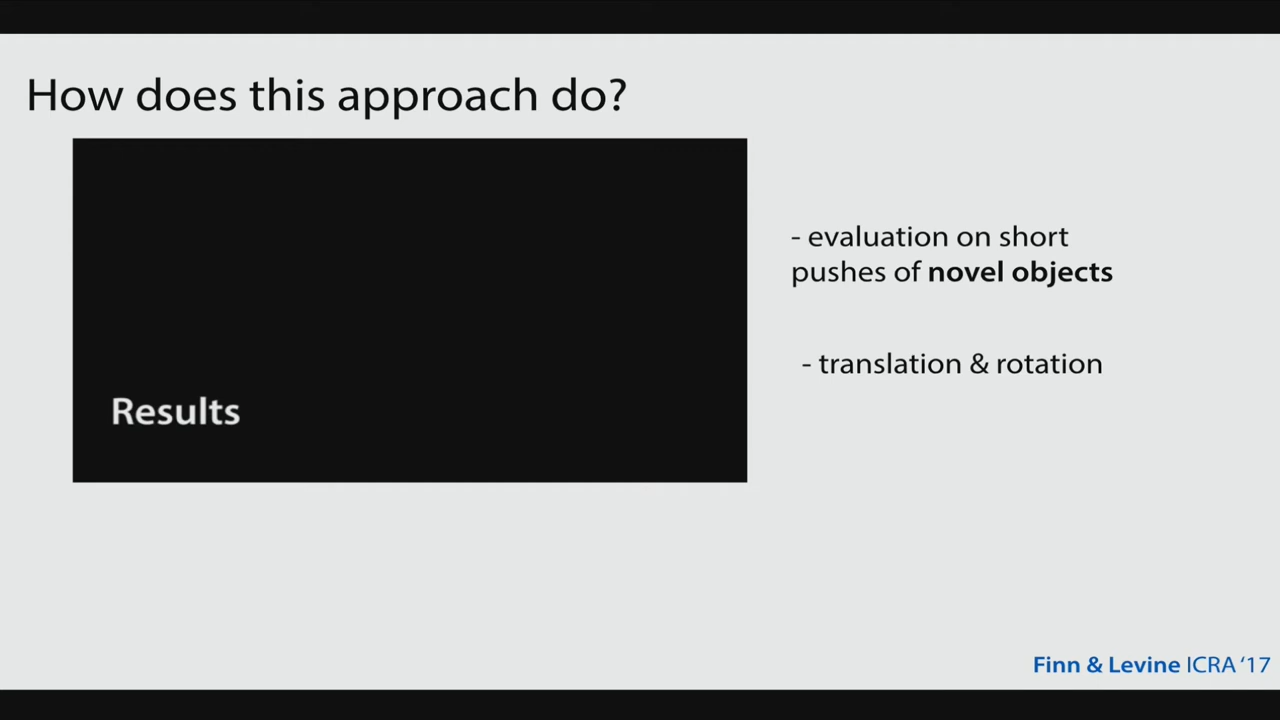 How does this approach do?
- evaluation on short
pushes of novel objects
- translation & rotation
Results
Finn & Levine ICRA ‘17